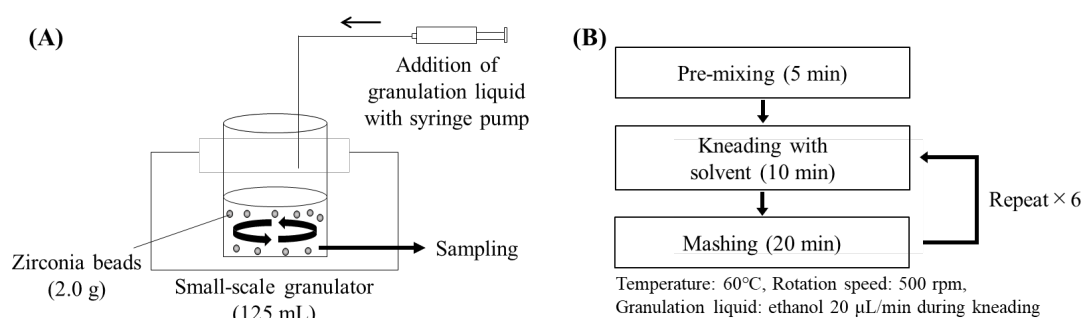 (A)
Addition of
granulation liquid
with syringe pump
Zirconia beads
(2.0 g)
Sampling
Small-scale granulator
(125 mL)
(B)
Pre-mixing (5 min)
Kneading with
solvent (10 min)
Repeat × 6
Mashing (20 min)
Temperature: 60℃, Rotation speed: 500 rpm,
Granulation liquid: ethanol 20 µL/min during kneading